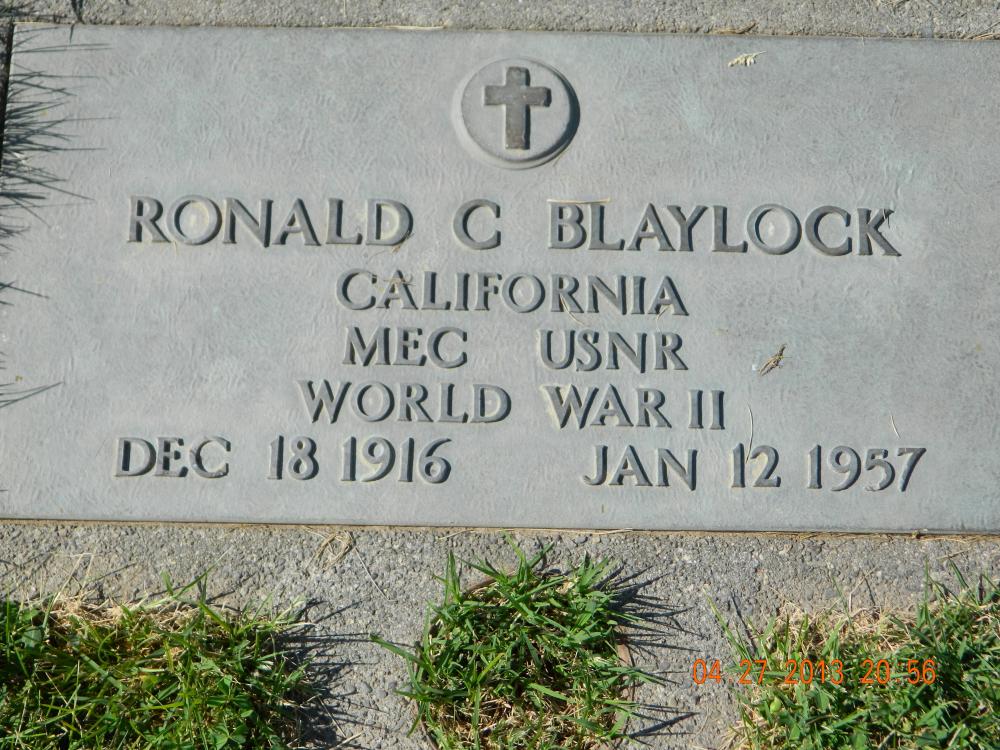 RONALD C BLAYLOCK
CALIFORNIA
MEC USNR
WORLD WAR II
DEC 18 1916 JAN 12 1957
04-27-2013 20:56